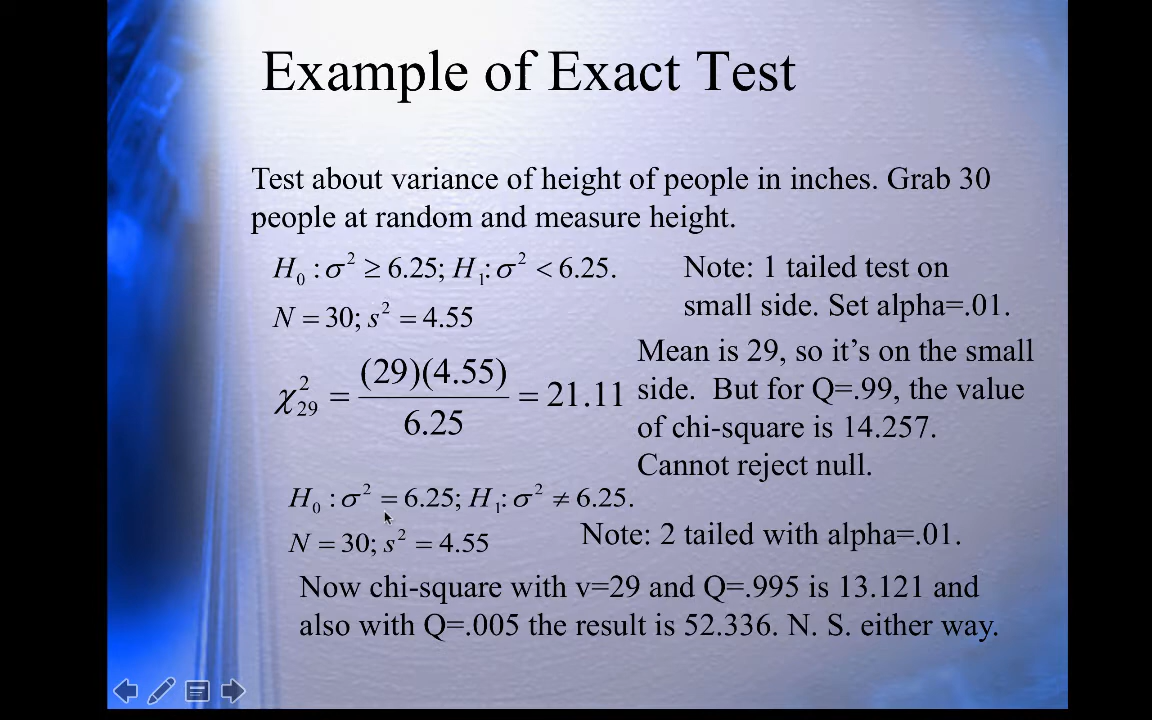 Example of Exact Test
Test about variance of height of people in inches. Grab 30
people at random and measure height.
H₀ : σ² ≥ 6.25; H₁: σ² < 6.25.
N = 30; s² = 4.55
Note: 1 tailed test on
small side. Set alpha=.01.
χ²₂₉ = (29)(4.55) / 6.25 = 21.11
Mean is 29, so it’s on the small
side. But for Q=.99, the value
of chi-square is 14.257.
Cannot reject null.
H₀ : σ² = 6.25; H₁: σ² ≠ 6.25.
N = 30; s² = 4.55
Note: 2 tailed with alpha=.01.
Now chi-square with v=29 and Q=.995 is 13.121 and
also with Q=.005 the result is 52.336. N. S. either way.